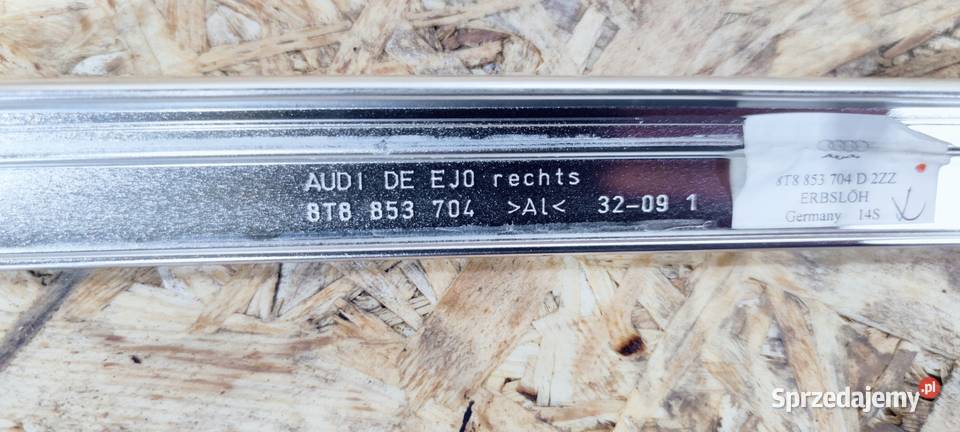 AUDI DE EJ0 rechts
8T8 853 704 >Al< 32-09 1
8T8 853 704 D 2ZZ
ERBSLÖH
Germany 14S
Sprzedajemy.pl